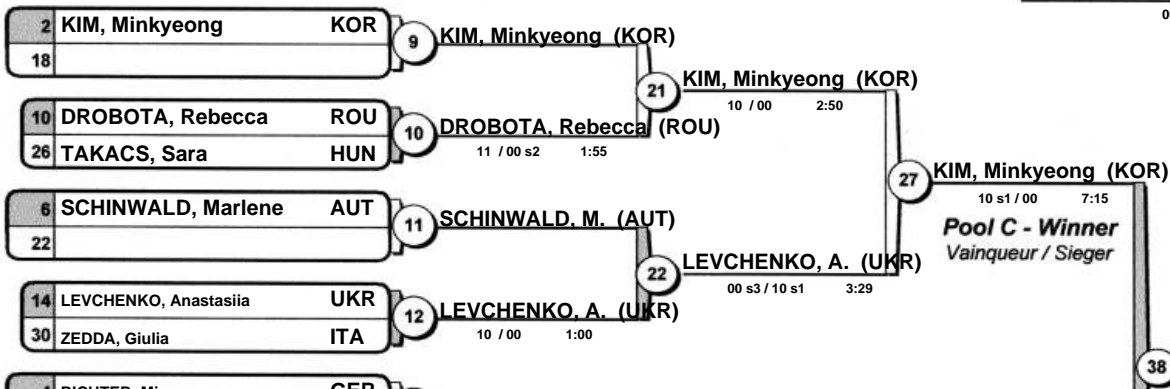 0
2 KIM, Minkyeong KOR
18
9
KIM, Minkyeong (KOR)
21
KIM, Minkyeong (KOR)
10 / 00 2:50
10 DROBOTA, Rebecca ROU
26 TAKACS, Sara HUN
10
DROBOTA, Rebecca (ROU)
11 / 00 s2 1:55
27
KIM, Minkyeong (KOR)
10 s1 / 00 7:15
Pool C - Winner
Vainqueur / Sieger
6 SCHINWALD, Marlene AUT
22
11
SCHINWALD, M. (AUT)
22
LEVCHENKO, A. (UKR)
00 s3 / 10 s1 3:29
14 LEVCHENKO, Anastasiia UKR
30 ZEDDA, Giulia ITA
12
LEVCHENKO, A. (UKR)
10 / 00 1:00
38
GER